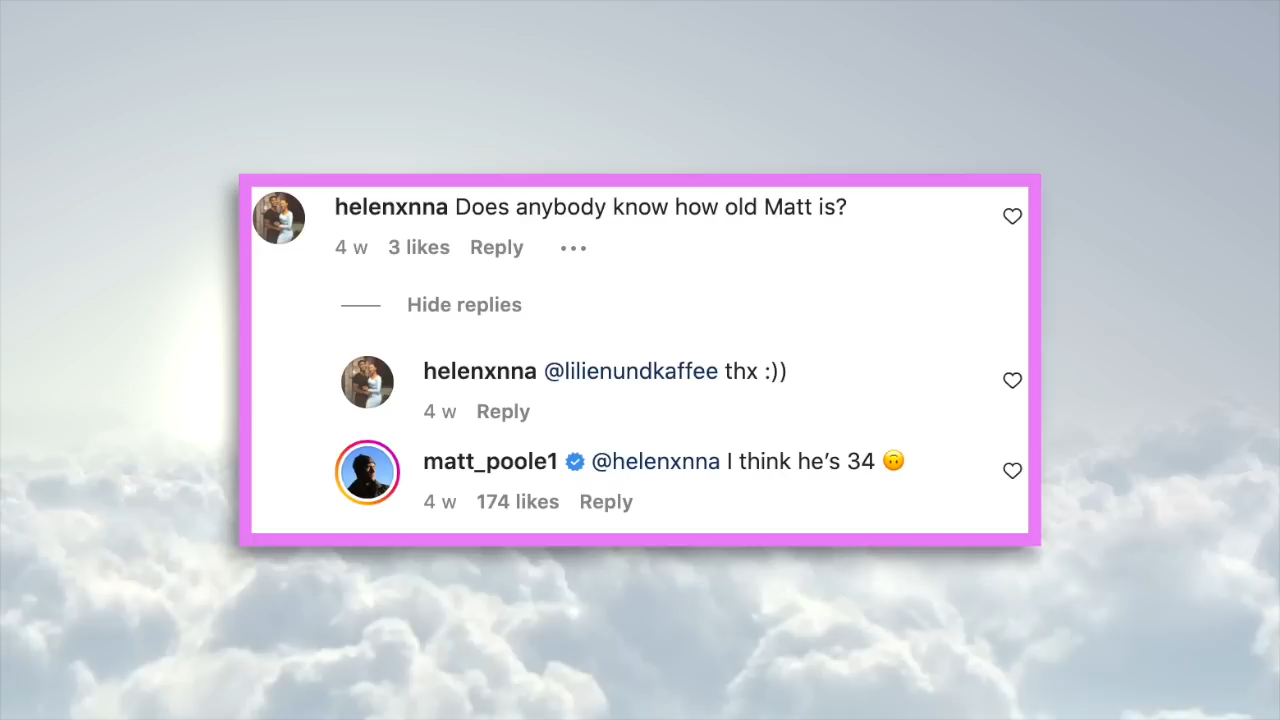 helenxnna Does anybody know how old Matt is?
4 w 3 likes Reply •••
Hide replies
helenxnna @lilienundkaffee thx :))
4 w Reply
matt_poole1 @helenxnna I think he’s 34 🙃
4 w 174 likes Reply